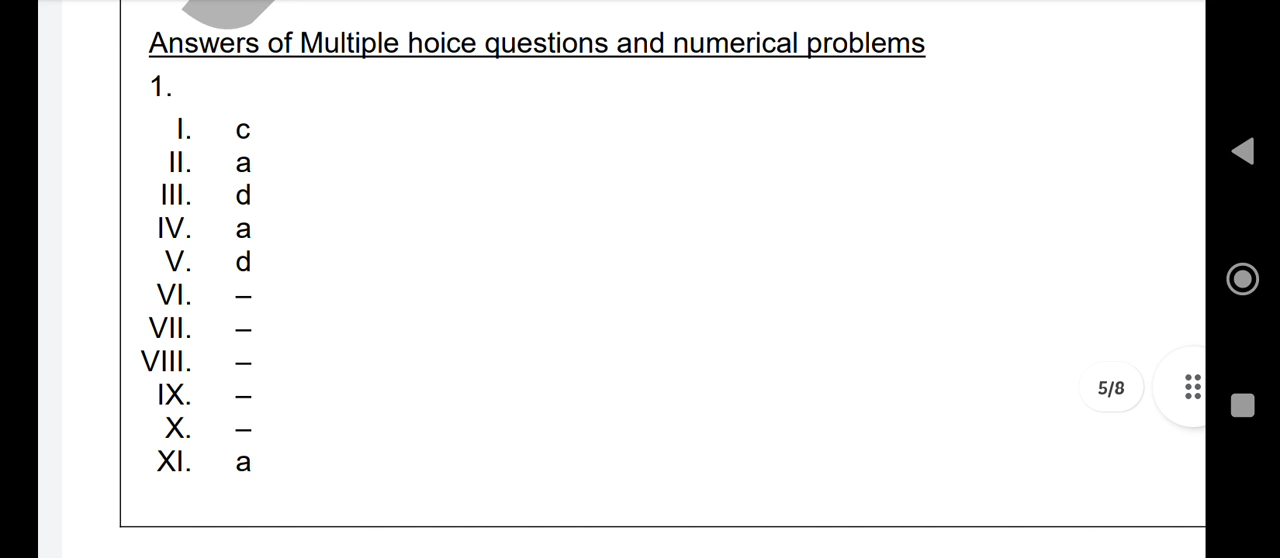 Answers of Multiple hoice questions and numerical problems
1.
I. c
II. a
III. d
IV. a
V. d
VI. –
VII. –
VIII. –
IX. –
X. –
XI. a
5/8